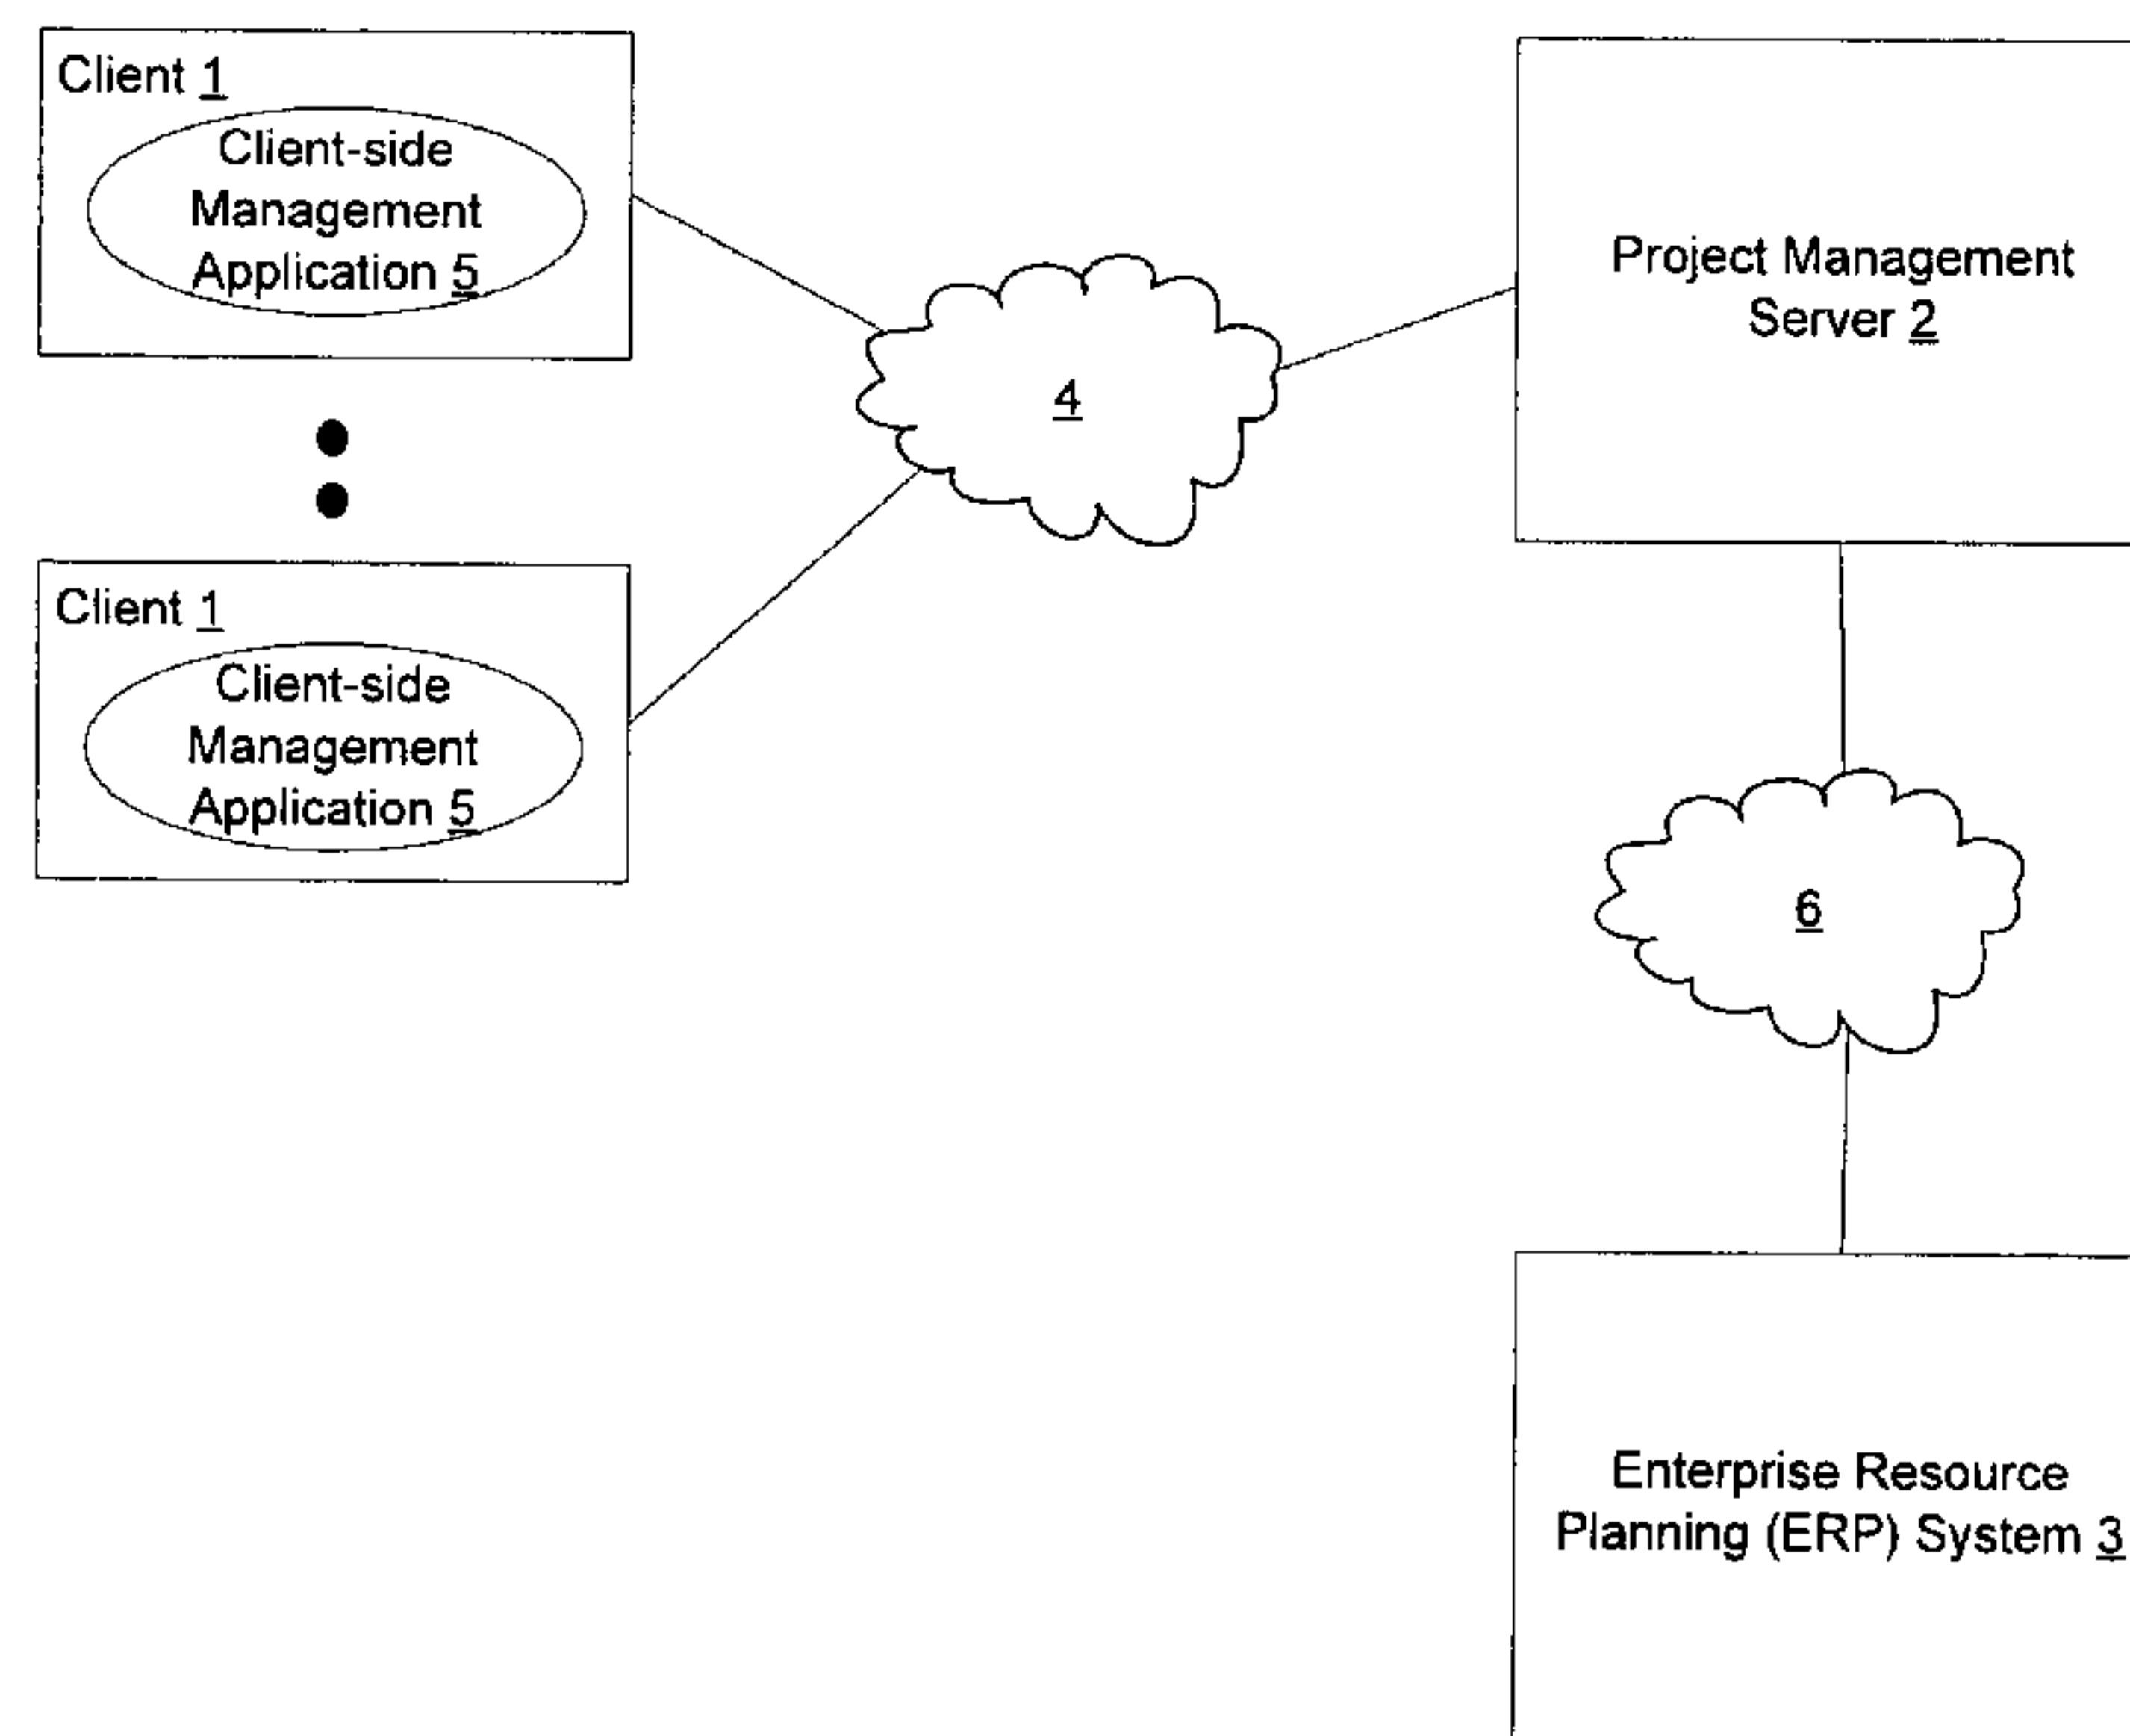 Client 1
Client-side
Management
Application 5
Project Management
Server 2
4
Client 1
Client-side
Management
Application 5
6
Enterprise Resource
Planning (ERP) System 3